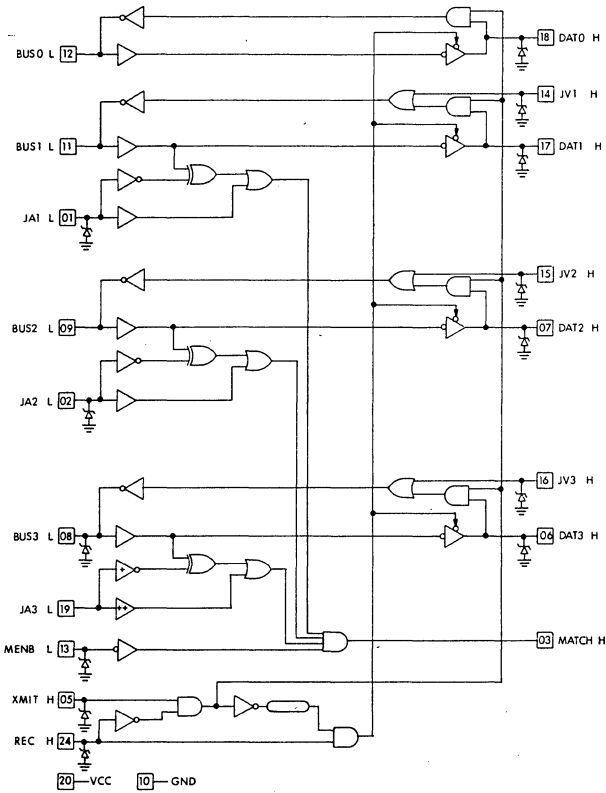 18 DAT0 H
BUS0 L 12
14 JV1 H
BUS1 L 11
17 DAT1 H
JA1 L 01
15 JV2 H
BUS2 L 09
07 DAT2 H
JA2 L 02
16 JV3 H
BUS3 L 08
06 DAT3 H
+
JA3 L 19
++
03 MATCH H
MENB L 13
XMIT H 05
REC H 24
20 VCC 10 GND